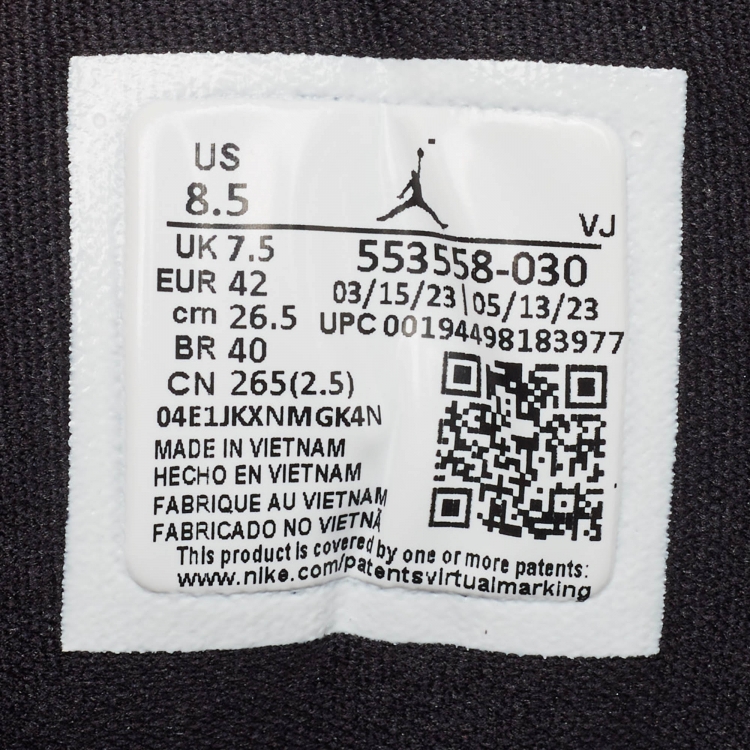 US
8.5
VJ
UK 7.5
EUR 42
cm 26.5
BR 40
CN 265(2.5)
553558-030
03/15/23|05/13/23
UPC 00194498183977
04E1JKXNMGK4N
MADE IN VIETNAM
HECHO EN VIETNAM
FABRIQUE AU VIETNAM
FABRICADO NO VIETNÃ
This product is covered by one or more patents:
www.nike.com/patentsvirtualmarking